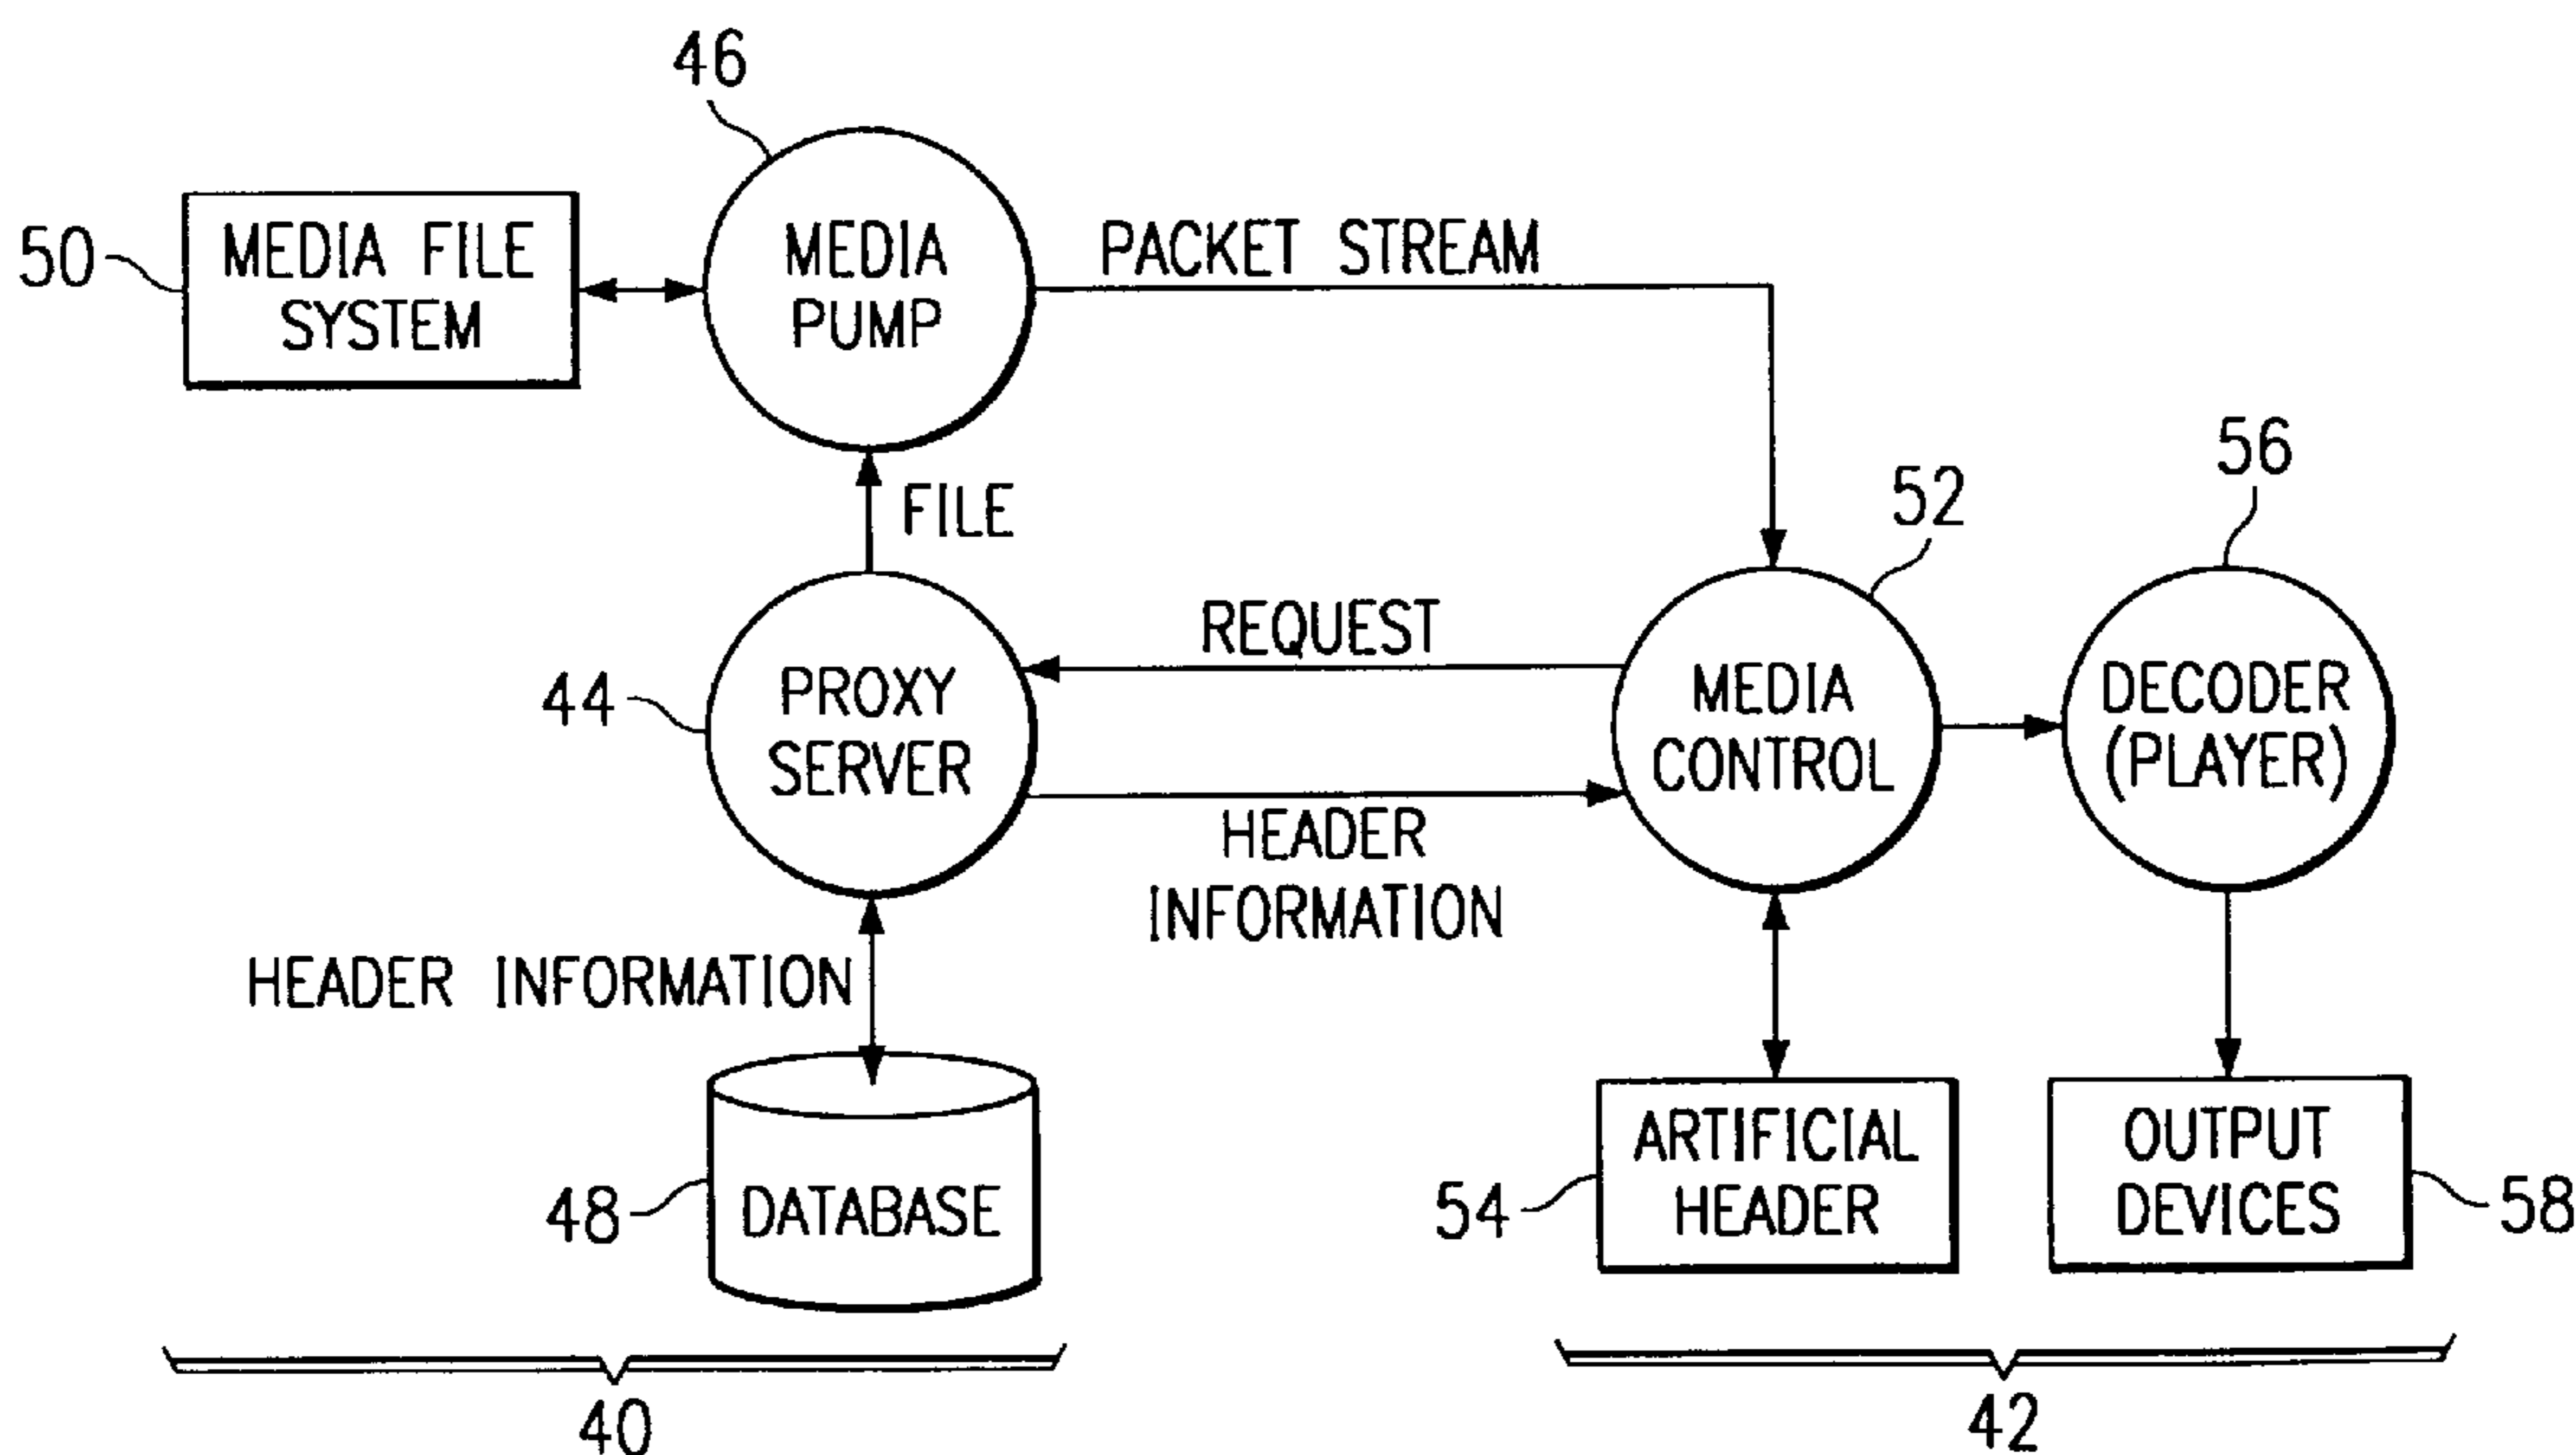 46
50
MEDIA FILE
SYSTEM
MEDIA
PUMP
PACKET STREAM
FILE
52
56
44
PROXY
SERVER
REQUEST
HEADER
INFORMATION
MEDIA
CONTROL
DECODER
(PLAYER)
HEADER INFORMATION
48
DATABASE
54
ARTIFICIAL
HEADER
OUTPUT
DEVICES
58
40
42